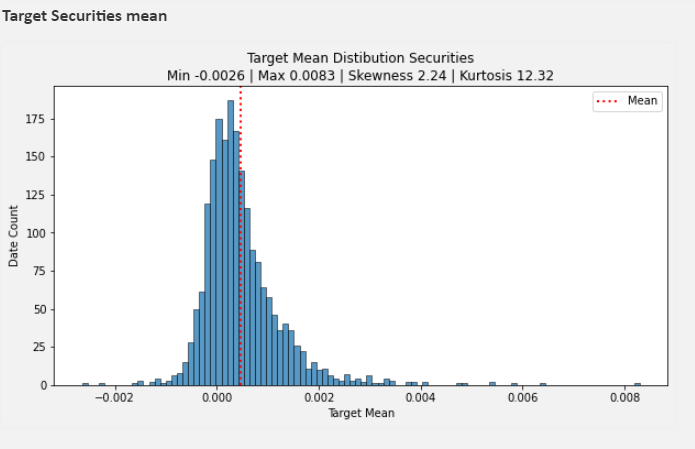 Target Securities mean
Target Mean Distibution Securities
Min -0.0026 | Max 0.0083 | Skewness 2.24 | Kurtosis 12.32
Mean
175
150
125
100
75
50
25
0
Date Count
−0.002 0.000 0.002 0.004 0.006 0.008
Target Mean